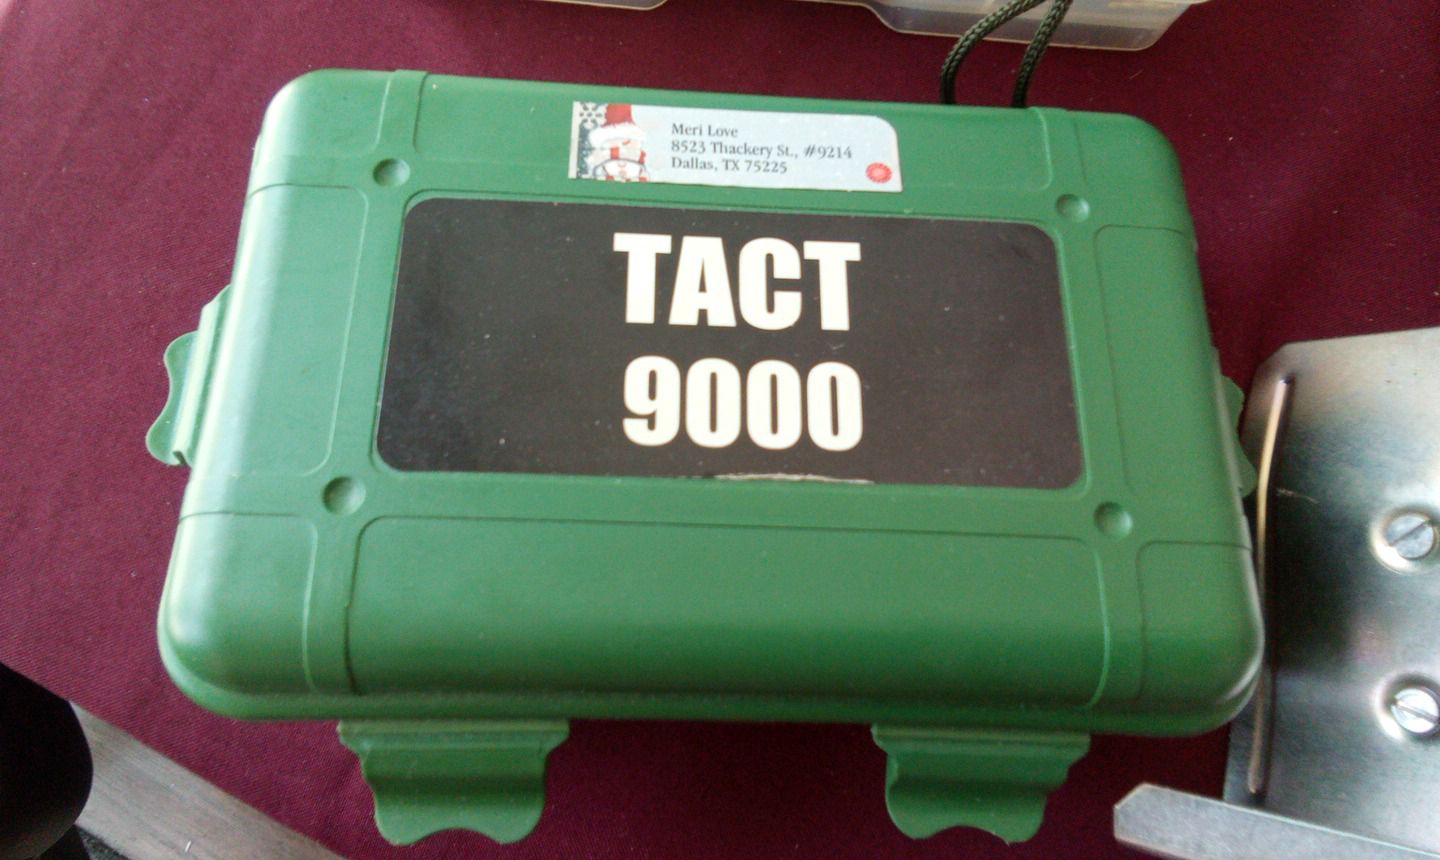 Meri Love
8523 Thackery St., #9214
Dallas, TX 75225
TACT
9000